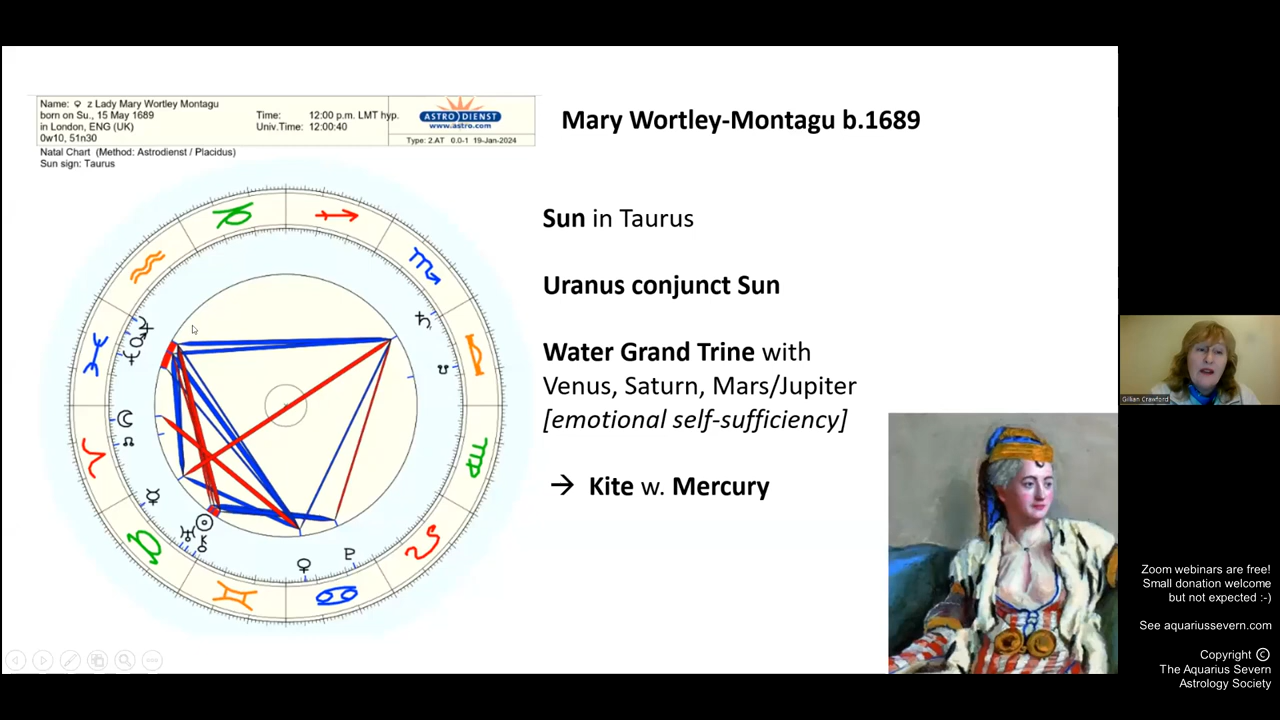 Name: ♀ z Lady Mary Wortley Montagu
born on Su., 15 May 1689
in London, ENG (UK)
0w10, 51n30
Time: 12:00 p.m. LMT hyp.
Univ.Time: 12:00:40
ASTRO DIENST
www.astro.com
Type: 2.AT 0.0-1 19-Jan-2024
Natal Chart (Method: Astrodienst / Placidus)
Sun sign: Taurus
Mary Wortley-Montagu b.1689
Sun in Taurus
Uranus conjunct Sun
Water Grand Trine with
Venus, Saturn, Mars/Jupiter
[emotional self-sufficiency]
→ Kite w. Mercury
Gillian Crawford
Zoom webinars are free!
Small donation welcome
but not expected :-)
See aquariussevern.com
Copyright ©
The Aquarius Severn
Astrology Society